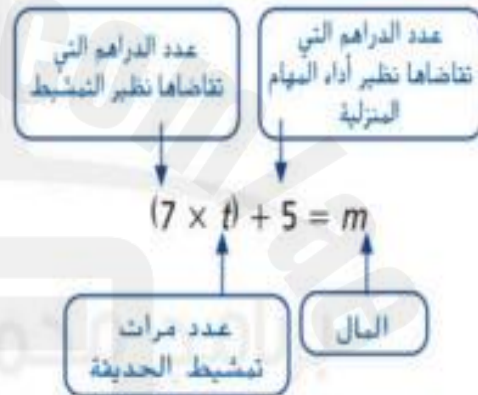 عدد الدراهم التي
تقاضاها نظير أداء المهام
المنزلية
عدد الدراهم التي
تقاضاها نظير التمشيط
(7 × t) + 5 = m
المال
عدد مرات
تمشيط الحديقة